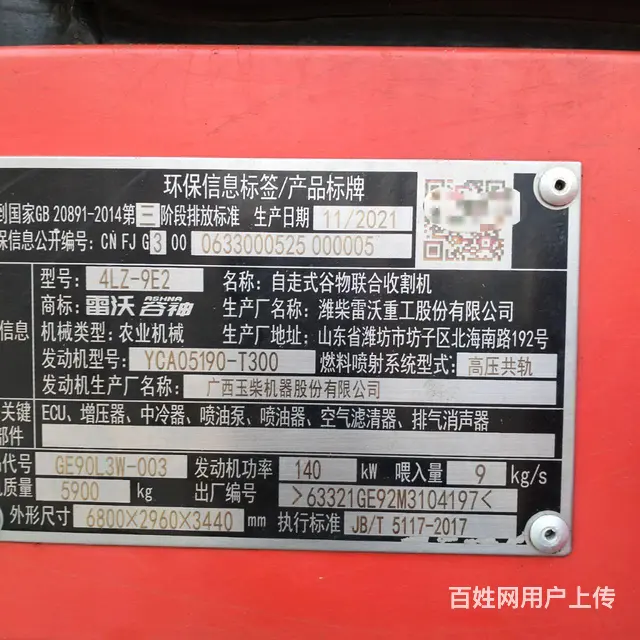 环保信息标签/产品标牌
到国家GB 20891-2014第三阶段排放标准 生产日期 11/2021
保信息公开编号: CN FJ G3 00 0633000525 000005
型号: 4LZ-9E2 名称: 自走式谷物联合收割机
商标: 雷沃 谷神 生产厂名称: 潍柴雷沃重工股份有限公司
机械类型: 农业机械 生产厂地址: 山东省潍坊市坊子区北海南路192号
信息
发动机型号: YCA05190-T300 燃料喷射系统型式: 高压共轨
发动机生产厂名称: 广西玉柴机器股份有限公司
关键 ECU、增压器、中冷器、喷油泵、喷油器、空气滤清器、排气消声器
部件
代号 GE90L3W-003 发动机功率 140 kW 喂入量 9 kg/s
质量 5900 kg 出厂编号 >63321GE92M3104197<
外形尺寸 6800×2960×3440 mm 执行标准 JB/T 5117-2017
百姓网用户上传